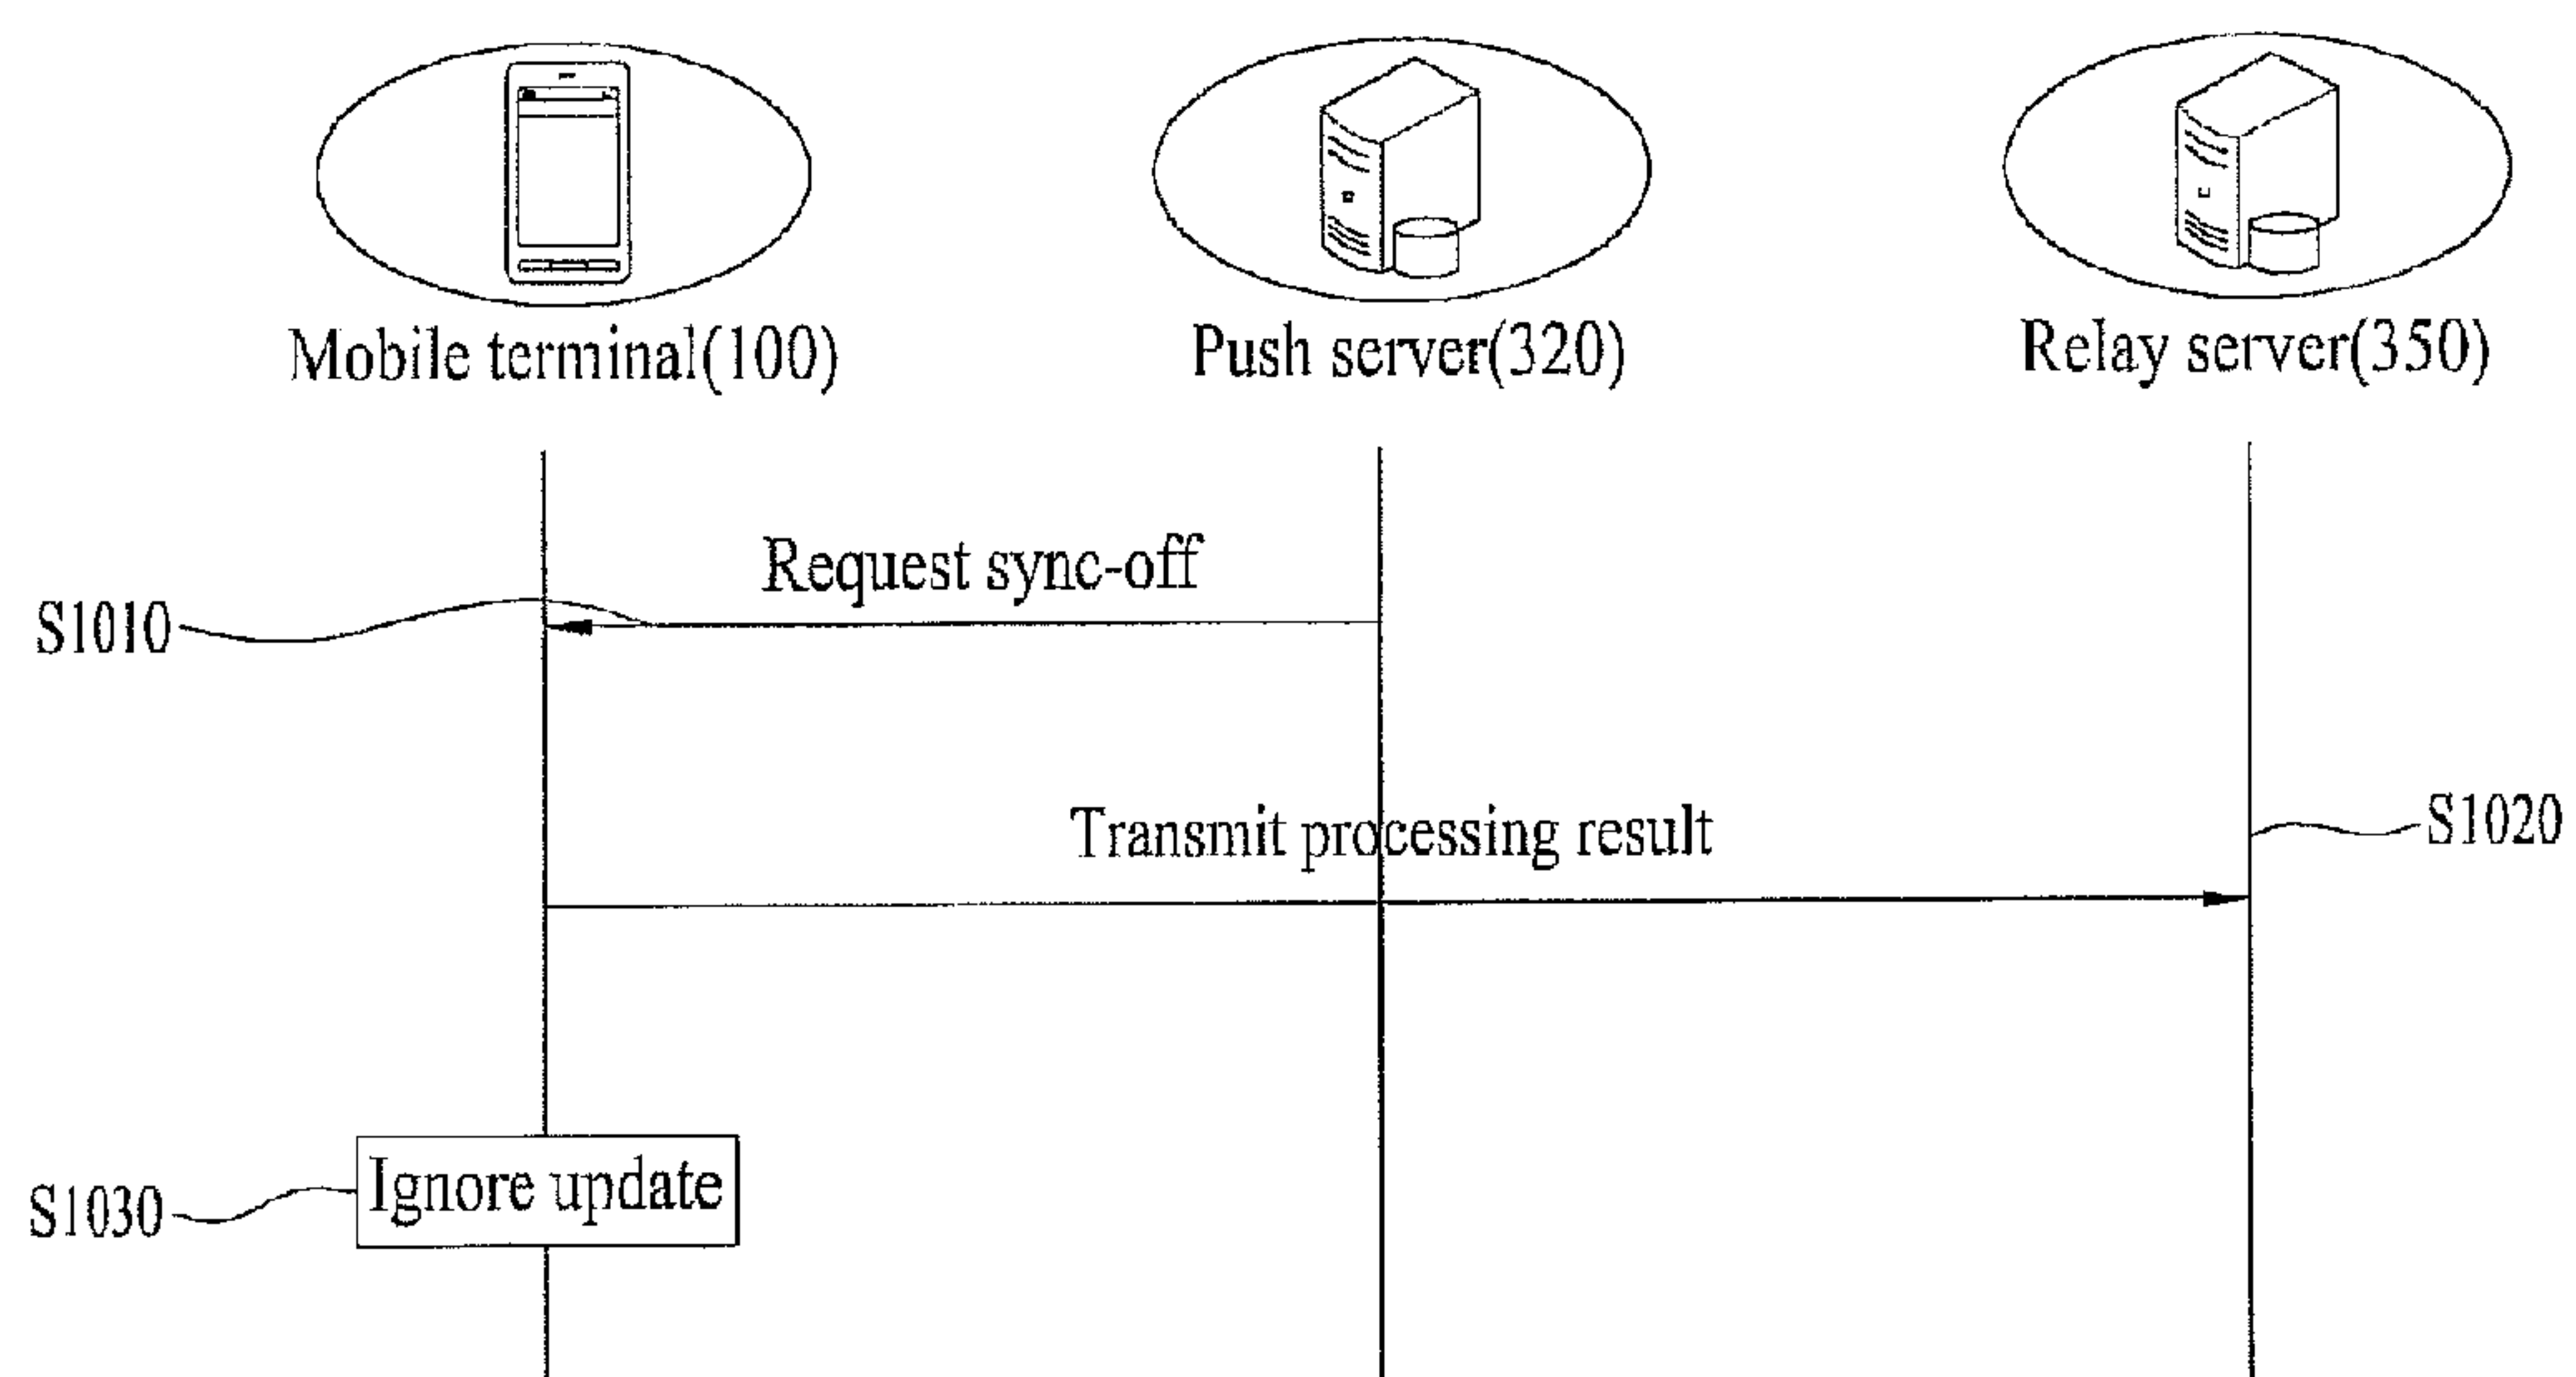 Mobile terminal(100)
Push server(320)
Relay server(350)
Request sync-off
S1010
Transmit processing result
S1020
Ignore update
S1030